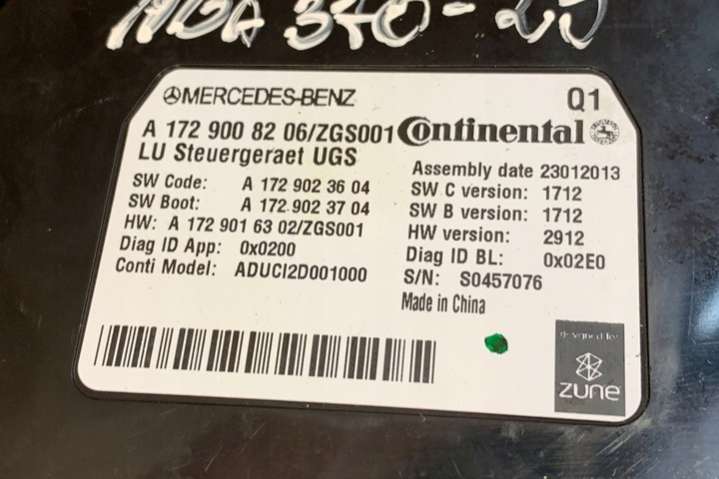 MERCEDES-BENZ
Q1
A 172 900 82 06/ZGS001
Continental
LU Steuergeraet UGS
Assembly date 23012013
SW Code: A 172 902 36 04
SW C version: 1712
SW Boot: A 172 902 37 04
SW B version: 1712
HW: A 172 901 63 02/ZGS001
HW version: 2912
Diag ID App: 0x0200
Diag ID BL: 0x02E0
Conti Model: ADUCI2D001000
S/N: S0457076
Made in China
designed for
zune